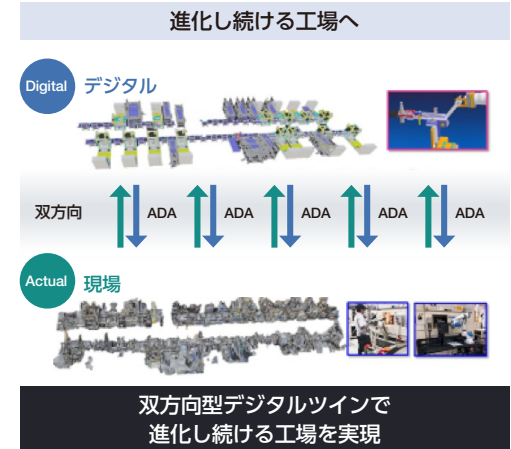 進化し続ける工場へ
Digital デジタル
双方向 ADA ADA ADA ADA ADA
Actual 現場
双方向型デジタルツインで
進化し続ける工場を実現